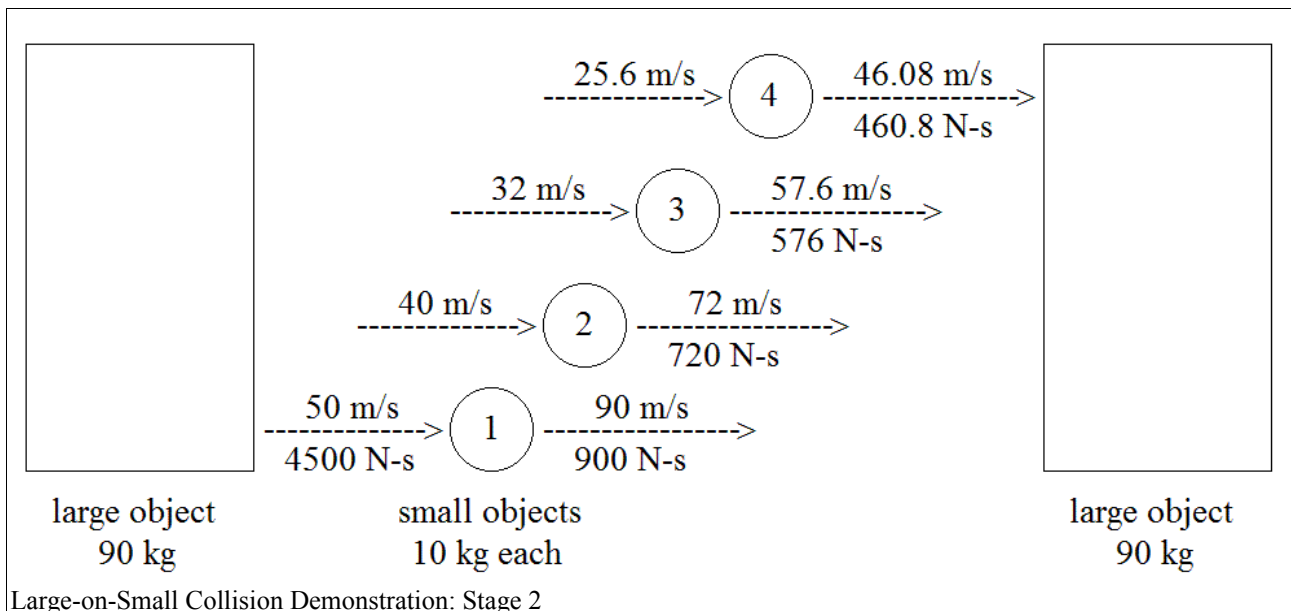 25.6 m/s
4
46.08 m/s
460.8 N-s
32 m/s
3
57.6 m/s
576 N-s
40 m/s
2
72 m/s
720 N-s
50 m/s
4500 N-s
1
90 m/s
900 N-s
large object
90 kg
small objects
10 kg each
large object
90 kg
Large-on-Small Collision Demonstration: Stage 2